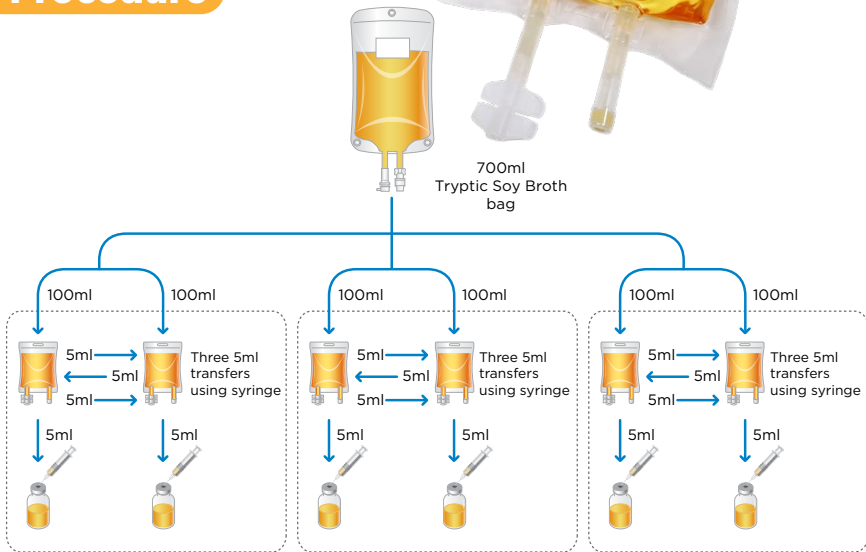 Procedure
700ml
Tryptic Soy Broth
bag
100ml
100ml
100ml
100ml
100ml
100ml
5ml
5ml
5ml
Three 5ml
transfers
using syringe
5ml
5ml
5ml
5ml
5ml
Three 5ml
transfers
using syringe
5ml
5ml
5ml
5ml
5ml
Three 5ml
transfers
using syringe
5ml
5ml